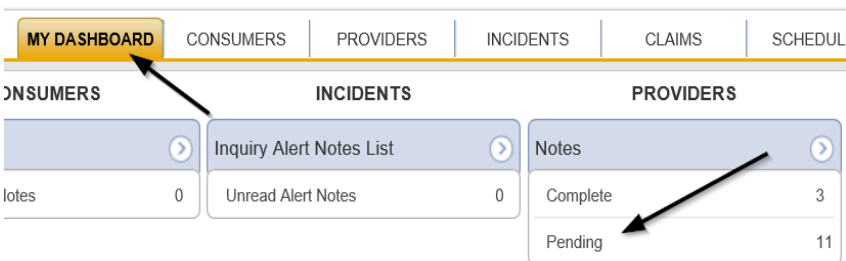 MY DASHBOARD CONSUMERS PROVIDERS INCIDENTS CLAIMS SCHEDUL
ONSUMERS INCIDENTS PROVIDERS
Inquiry Alert Notes List Notes
lotes 0 Unread Alert Notes 0 Complete 3
Pending 11